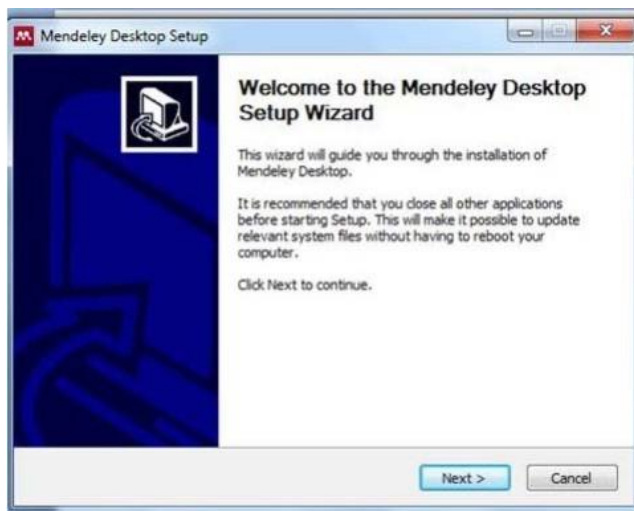 Mendeley Desktop Setup
Welcome to the Mendeley Desktop
Setup Wizard
This wizard will guide you through the installation of
Mendeley Desktop.
It is recommended that you close all other applications
before starting Setup. This will make it possible to update
relevant system files without having to reboot your
computer.
Click Next to continue.
Next >
Cancel